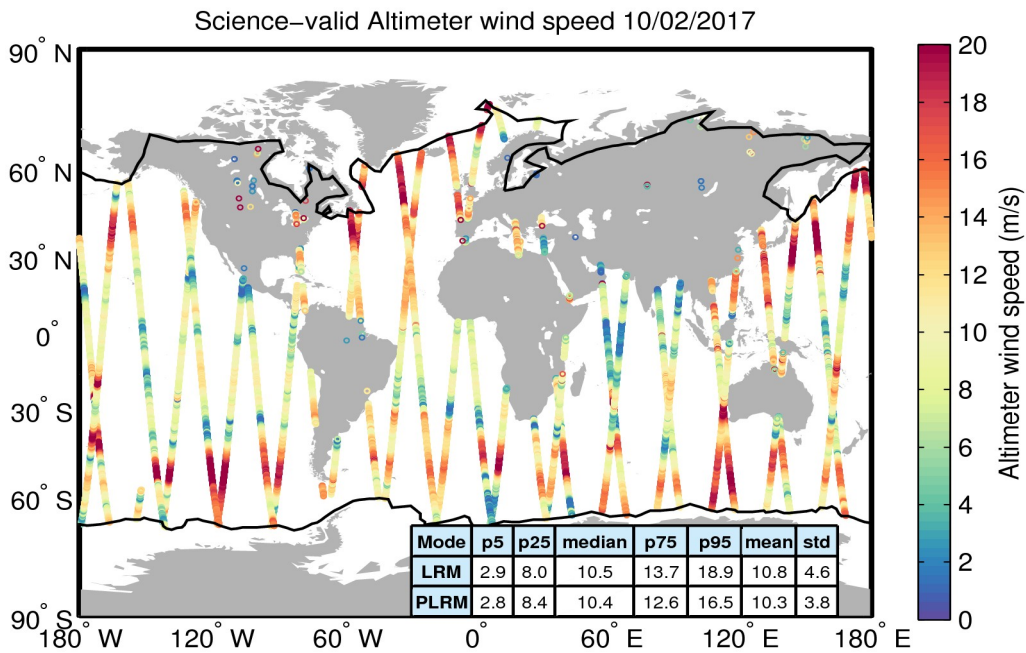 Science−valid Altimeter wind speed 10/02/2017
90° N
60° N
30° N
0°
30° S
60° S
90° S
180° W 120° W 60° W 0° 60° E 120° E 180° E
Mode p5 p25 median p75 p95 mean std
LRM 2.9 8.0 10.5 13.7 18.9 10.8 4.6
PLRM 2.8 8.4 10.4 12.6 16.5 10.3 3.8
20
18
16
14
12
10
8
6
4
2
0
Altimeter wind speed (m/s)